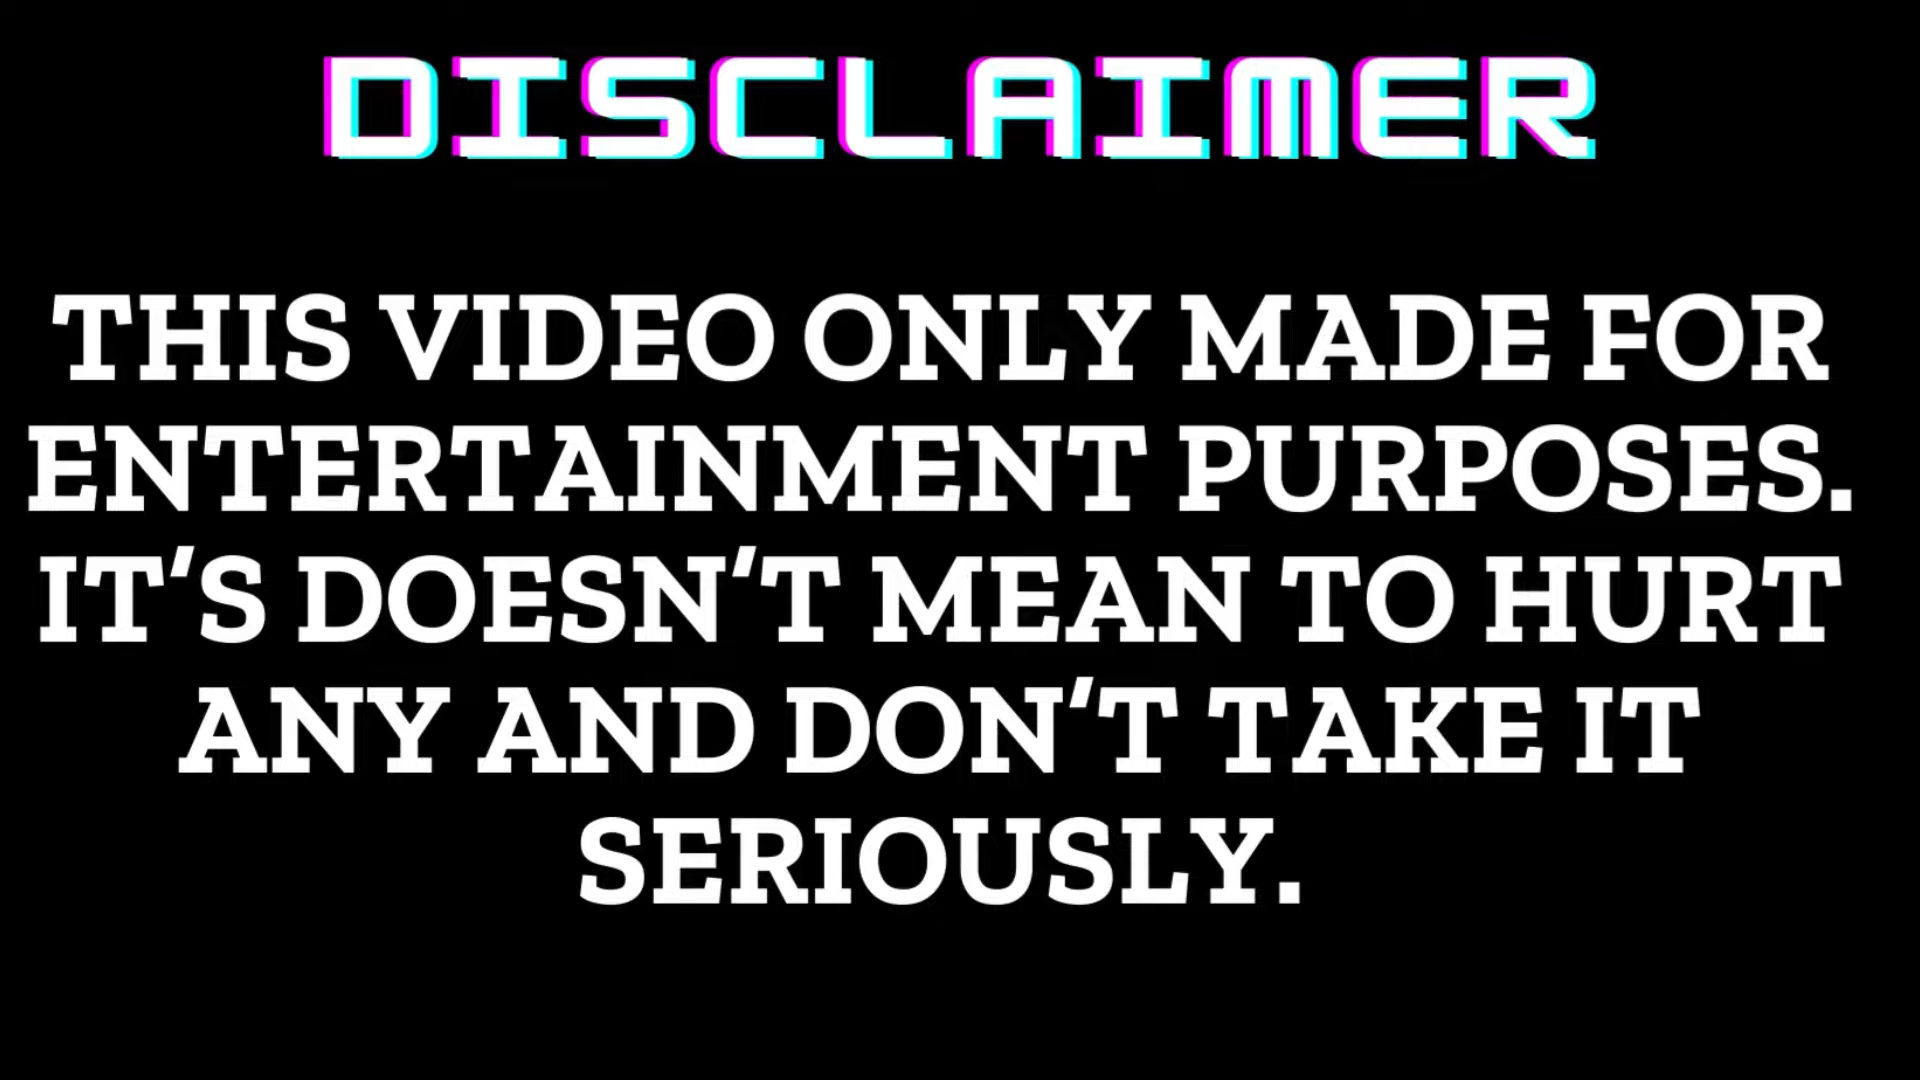 DISCLAIMER
THIS VIDEO ONLY MADE FOR
ENTERTAINMENT PURPOSES.
IT'S DOESN'T MEAN TO HURT
ANY AND DON'T TAKE IT
SERIOUSLY.